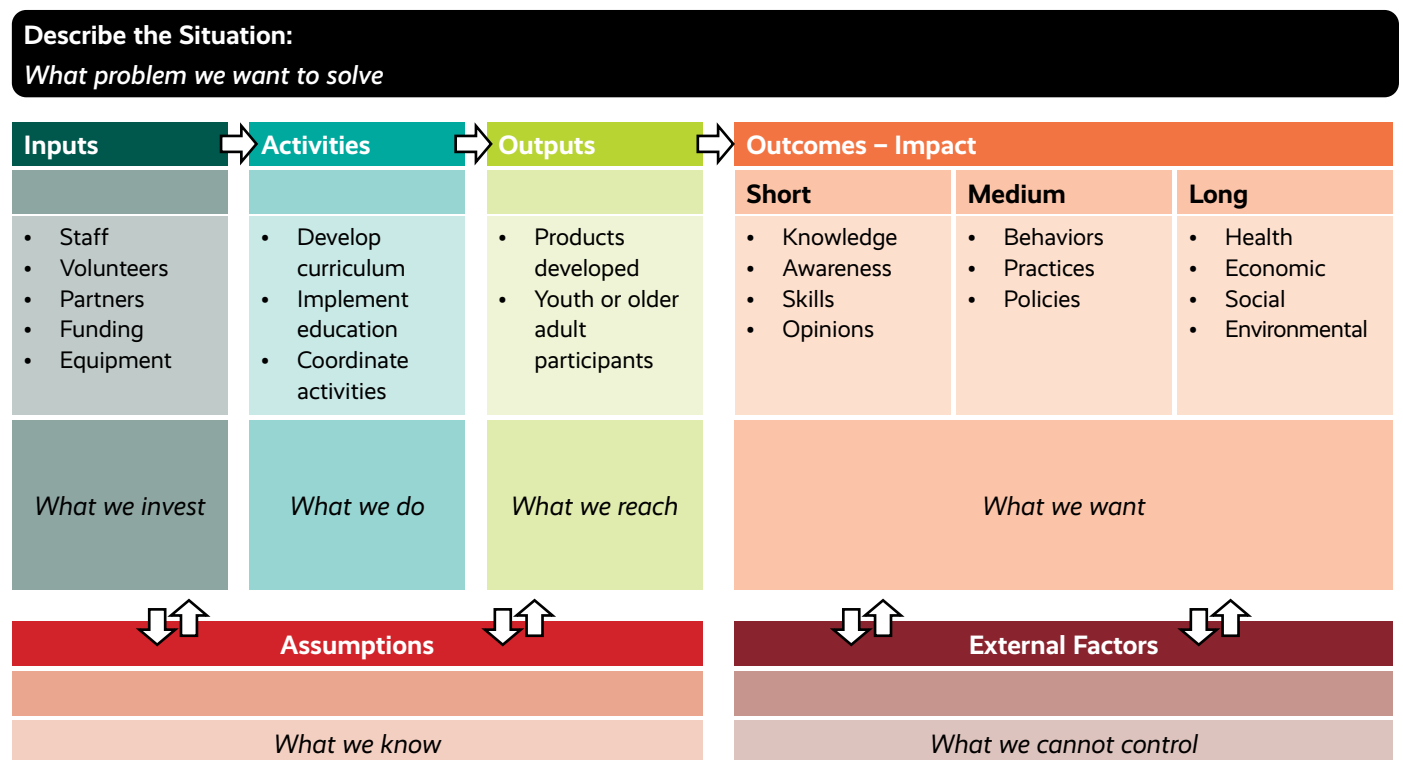 Describe the Situation:
What problem we want to solve
Inputs
Activities
Outputs
Outcomes – Impact
Short
Medium
Long
• Staff
• Volunteers
• Partners
• Funding
• Equipment
• Develop
curriculum
• Implement
education
• Coordinate
activities
• Products
developed
• Youth or older
adult
participants
• Knowledge
• Awareness
• Skills
• Opinions
• Behaviors
• Practices
• Policies
• Health
• Economic
• Social
• Environmental
What we invest
What we do
What we reach
What we want
Assumptions
External Factors
What we know
What we cannot control